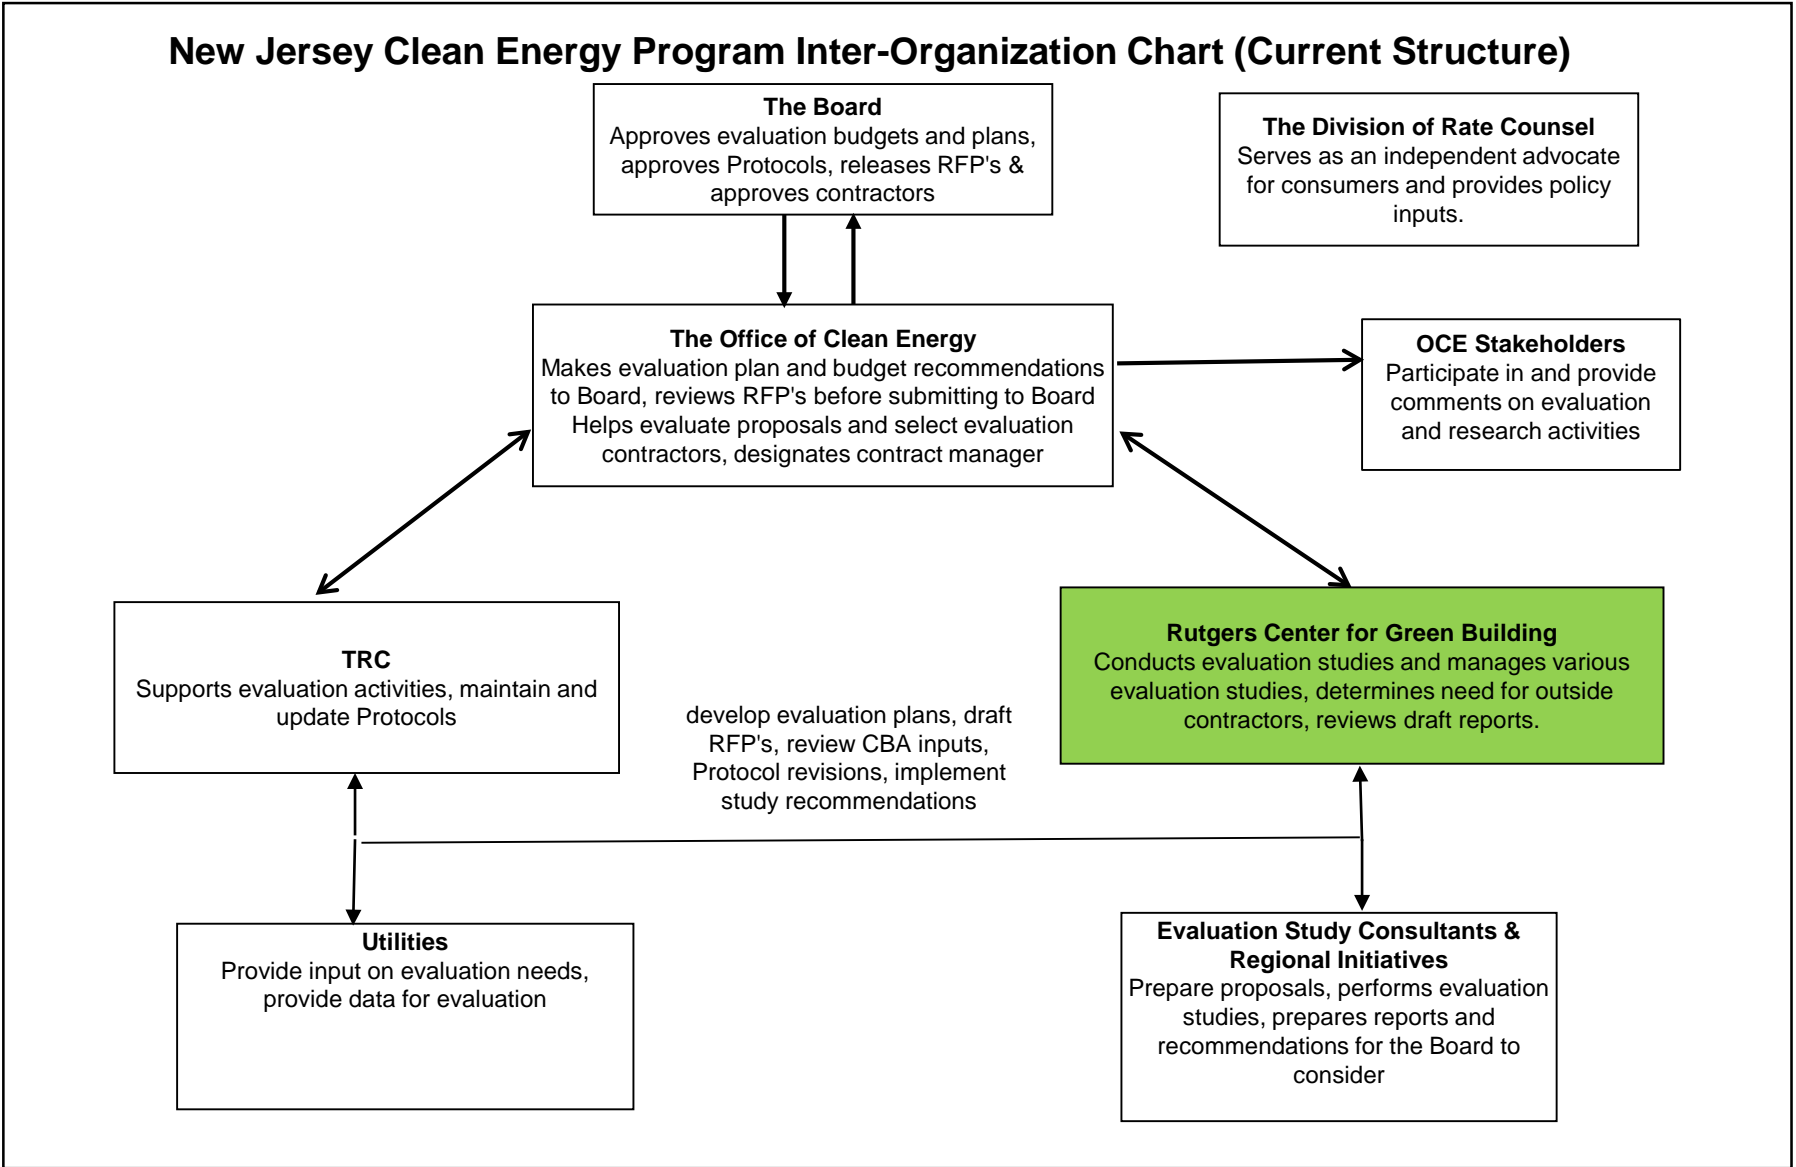 New Jersey Clean Energy Program Inter-Organization Chart (Current Structure)
The Board
Approves evaluation budgets and plans,
approves Protocols, releases RFP's &
approves contractors
The Division of Rate Counsel
Serves as an independent advocate
for consumers and provides policy
inputs.
The Office of Clean Energy
Makes evaluation plan and budget recommendations
to Board, reviews RFP's before submitting to Board
Helps evaluate proposals and select evaluation
contractors, designates contract manager
OCE Stakeholders
Participate in and provide
comments on evaluation
and research activities
TRC
Supports evaluation activities, maintain and
update Protocols
develop evaluation plans, draft
RFP's, review CBA inputs,
Protocol revisions, implement
study recommendations
Rutgers Center for Green Building
Conducts evaluation studies and manages various
evaluation studies, determines need for outside
contractors, reviews draft reports.
Utilities
Provide input on evaluation needs,
provide data for evaluation
Evaluation Study Consultants &
Regional Initiatives
Prepare proposals, performs evaluation
studies, prepares reports and
recommendations for the Board to
consider